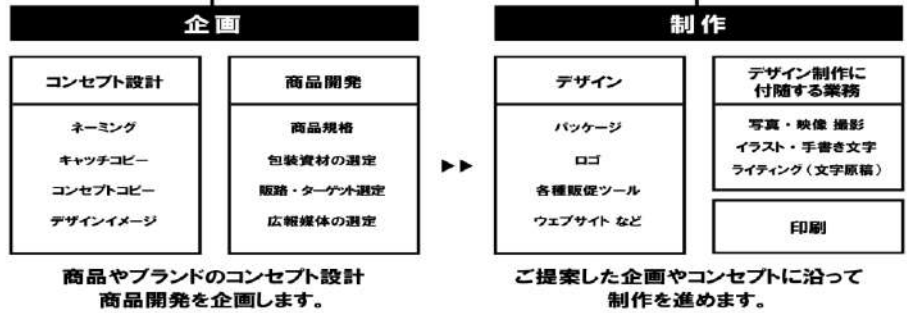 企画
コンセプト設計
ネーミング
キャッチコピー
コンセプトコピー
デザインイメージ
商品開発
商品規格
包装資材の選定
販路・ターゲット選定
広報媒体の選定
商品やブランドのコンセプト設計
商品開発を企画します。
▶▶
制作
デザイン
パッケージ
ロゴ
各種販促ツール
ウェブサイト など
デザイン制作に
付随する業務
写真・映像 撮影
イラスト・手書き文字
ライティング（文字原稿）
印刷
ご提案した企画やコンセプトに沿って
制作を進めます。